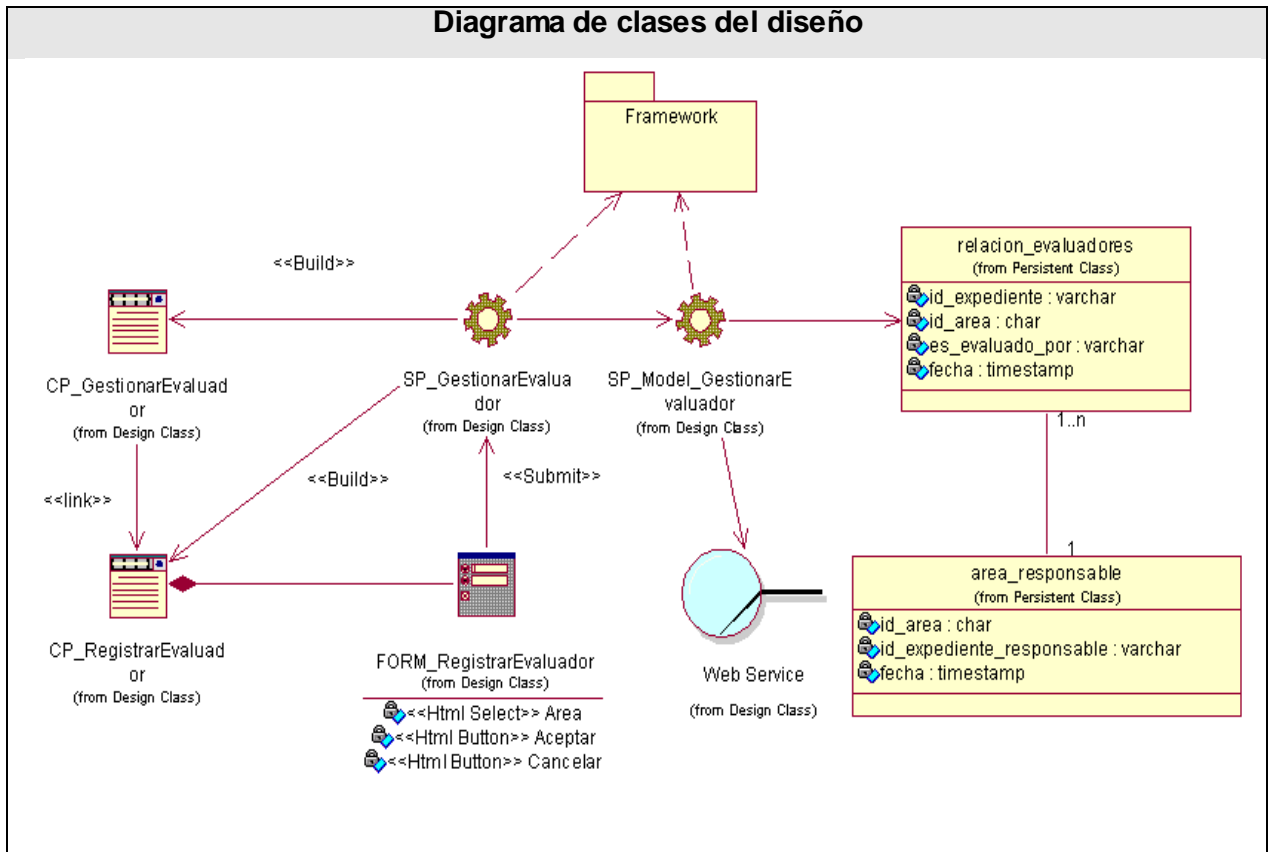 Diagrama de clases del diseño
Framework
<<Build>>
relacion_evaluadores
(from Persistent Class)
id_expediente : varchar
id_area : char
es_evaluado_por : varchar
fecha : timestamp
CP_GestionarEvaluad
or
(from Design Class)
SP_GestionarEvalua
dor
(from Design Class)
SP_Model_GestionarE
valuador
(from Design Class)
1..n
<<link>>
<<Build>>
<<Submit>>
1
area_responsable
(from Persistent Class)
id_area : char
id_expediente_responsable : varchar
fecha : timestamp
CP_RegistrarEvaluad
or
(from Design Class)
FORM_RegistrarEvaluador
(from Design Class)
<<Html Select>> Area
<<Html Button>> Aceptar
<<Html Button>> Cancelar
Web Service
(from Design Class)